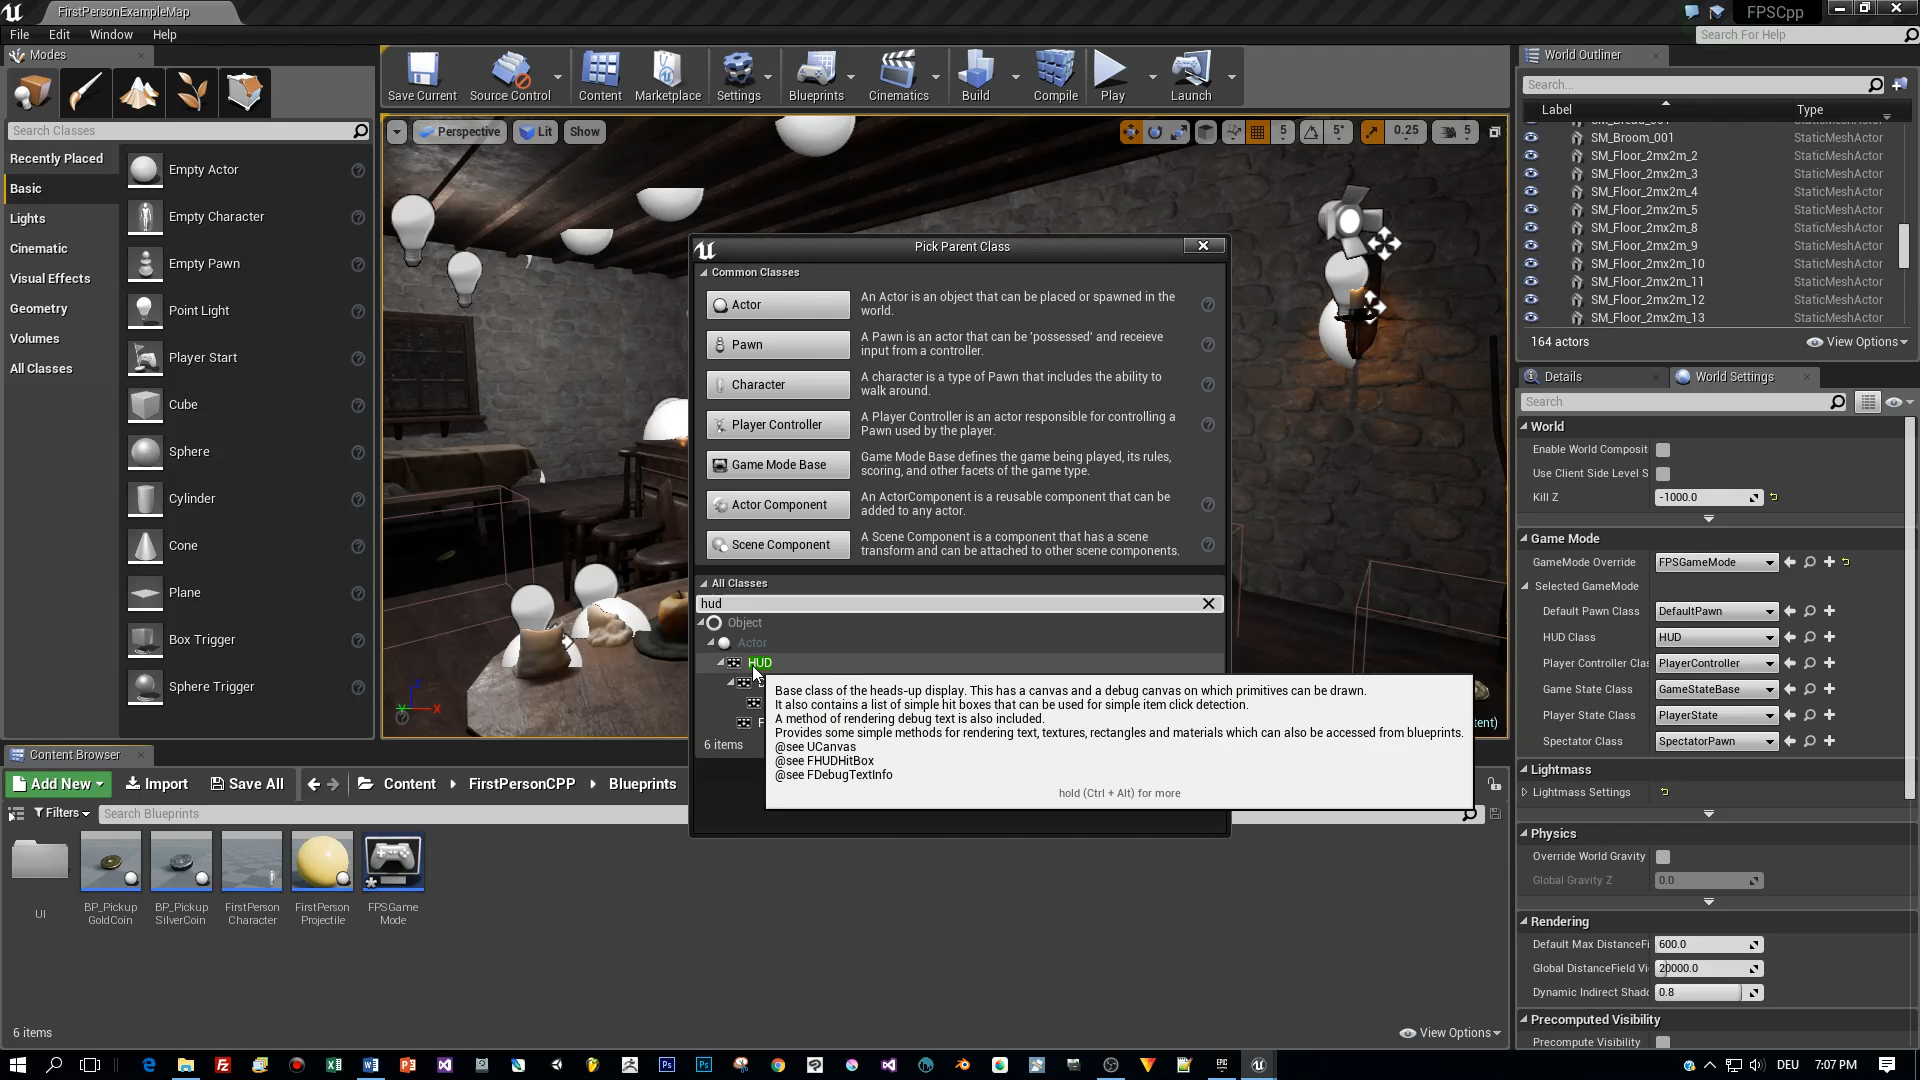 FirstPersonExampleMap
FPSCpp
File Edit Window Help
Search For Help
Modes
Search Classes
Recently Placed
Basic
Lights
Cinematic
Visual Effects
Geometry
Volumes
All Classes
Empty Actor
Empty Character
Empty Pawn
Point Light
Player Start
Cube
Sphere
Cylinder
Cone
Plane
Box Trigger
Sphere Trigger
Save Current
Source Control
Content
Marketplace
Settings
Blueprints
Cinematics
Build
Compile
Play
Launch
Perspective
Lit
Show
5
5°
0.25
5
X
Pick Parent Class
Common Classes
Actor
An Actor is an object that can be placed or spawned in the
world.
Pawn
A Pawn is an actor that can be 'possessed' and receieve
input from a controller.
Character
A character is a type of Pawn that includes the ability to
walk around.
Player Controller
A Player Controller is an actor responsible for controlling a
Pawn used by the player.
Game Mode Base
Game Mode Base defines the game being played, its rules,
scoring, and other facets of the game type.
Actor Component
An ActorComponent is a reusable component that can be
added to any actor.
Scene Component
A Scene Component is a component that has a scene
transform and can be attached to other scene components.
All Classes
hud
Object
Actor
HUD
F
6 items
Base class of the heads-up display. This has a canvas and a debug canvas on which primitives can be drawn.
It also contains a list of simple hit boxes that can be used for simple item click detection.
A method of rendering debug text is also included.
Provides some simple methods for rendering text, textures, rectangles and materials which can also be accessed from blueprints.
@see UCanvas
@see FHUDHitBox
@see FDebugTextInfo
hold (Ctrl + Alt) for more
World Outliner
Search...
Label Type
SM_Broom_001 StaticMeshActor
SM_Floor_2mx2m_2 StaticMeshActor
SM_Floor_2mx2m_3 StaticMeshActor
SM_Floor_2mx2m_4 StaticMeshActor
SM_Floor_2mx2m_5 StaticMeshActor
SM_Floor_2mx2m_8 StaticMeshActor
SM_Floor_2mx2m_9 StaticMeshActor
SM_Floor_2mx2m_10 StaticMeshActor
SM_Floor_2mx2m_11 StaticMeshActor
SM_Floor_2mx2m_12 StaticMeshActor
SM_Floor_2mx2m_13 StaticMeshActor
164 actors
View Options
Details
World Settings
Search
World
Enable World Composit
Use Client Side Level S
Kill Z -1000.0
Game Mode
GameMode Override FPSGameMode
Selected GameMode
Default Pawn Class DefaultPawn
HUD Class HUD
Player Controller Clas PlayerController
Game State Class GameStateBase
Player State Class PlayerState
Spectator Class SpectatorPawn
Lightmass
Lightmass Settings
Physics
Override World Gravity
Global Gravity Z 0.0
Rendering
Default Max DistanceFi 600.0
Global DistanceField Vi 20000.0
Dynamic Indirect Shado 0.8
Precomputed Visibility
Precompute Visibility
Content Browser
Add New
Import
Save All
Content
FirstPersonCPP
Blueprints
Filters
Search Blueprints
UI
BP_Pickup
GoldCoin
BP_Pickup
SilverCoin
FirstPerson
Character
FirstPerson
Projectile
FPSGame
Mode
6 items
View Options
DEU
7:07 PM